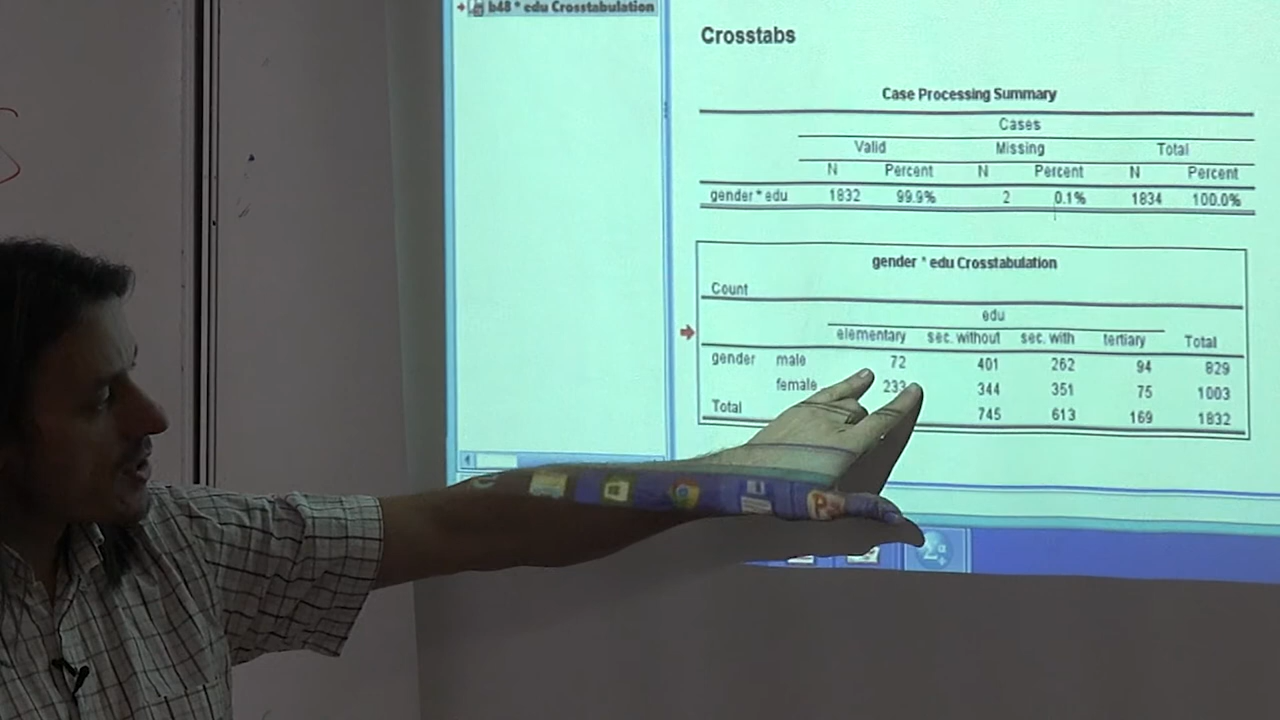 b48 * edu Crosstabulation
Crosstabs
Case Processing Summary
Cases
Valid Missing Total
N Percent N Percent N Percent
gender * edu 1832 99.9% 2 0.1% 1834 100.0%
gender * edu Crosstabulation
Count
edu
elementary sec. without sec. with tertiary Total
gender male 72 401 262 94 829
female 233 344 351 75 1003
Total 745 613 169 1832